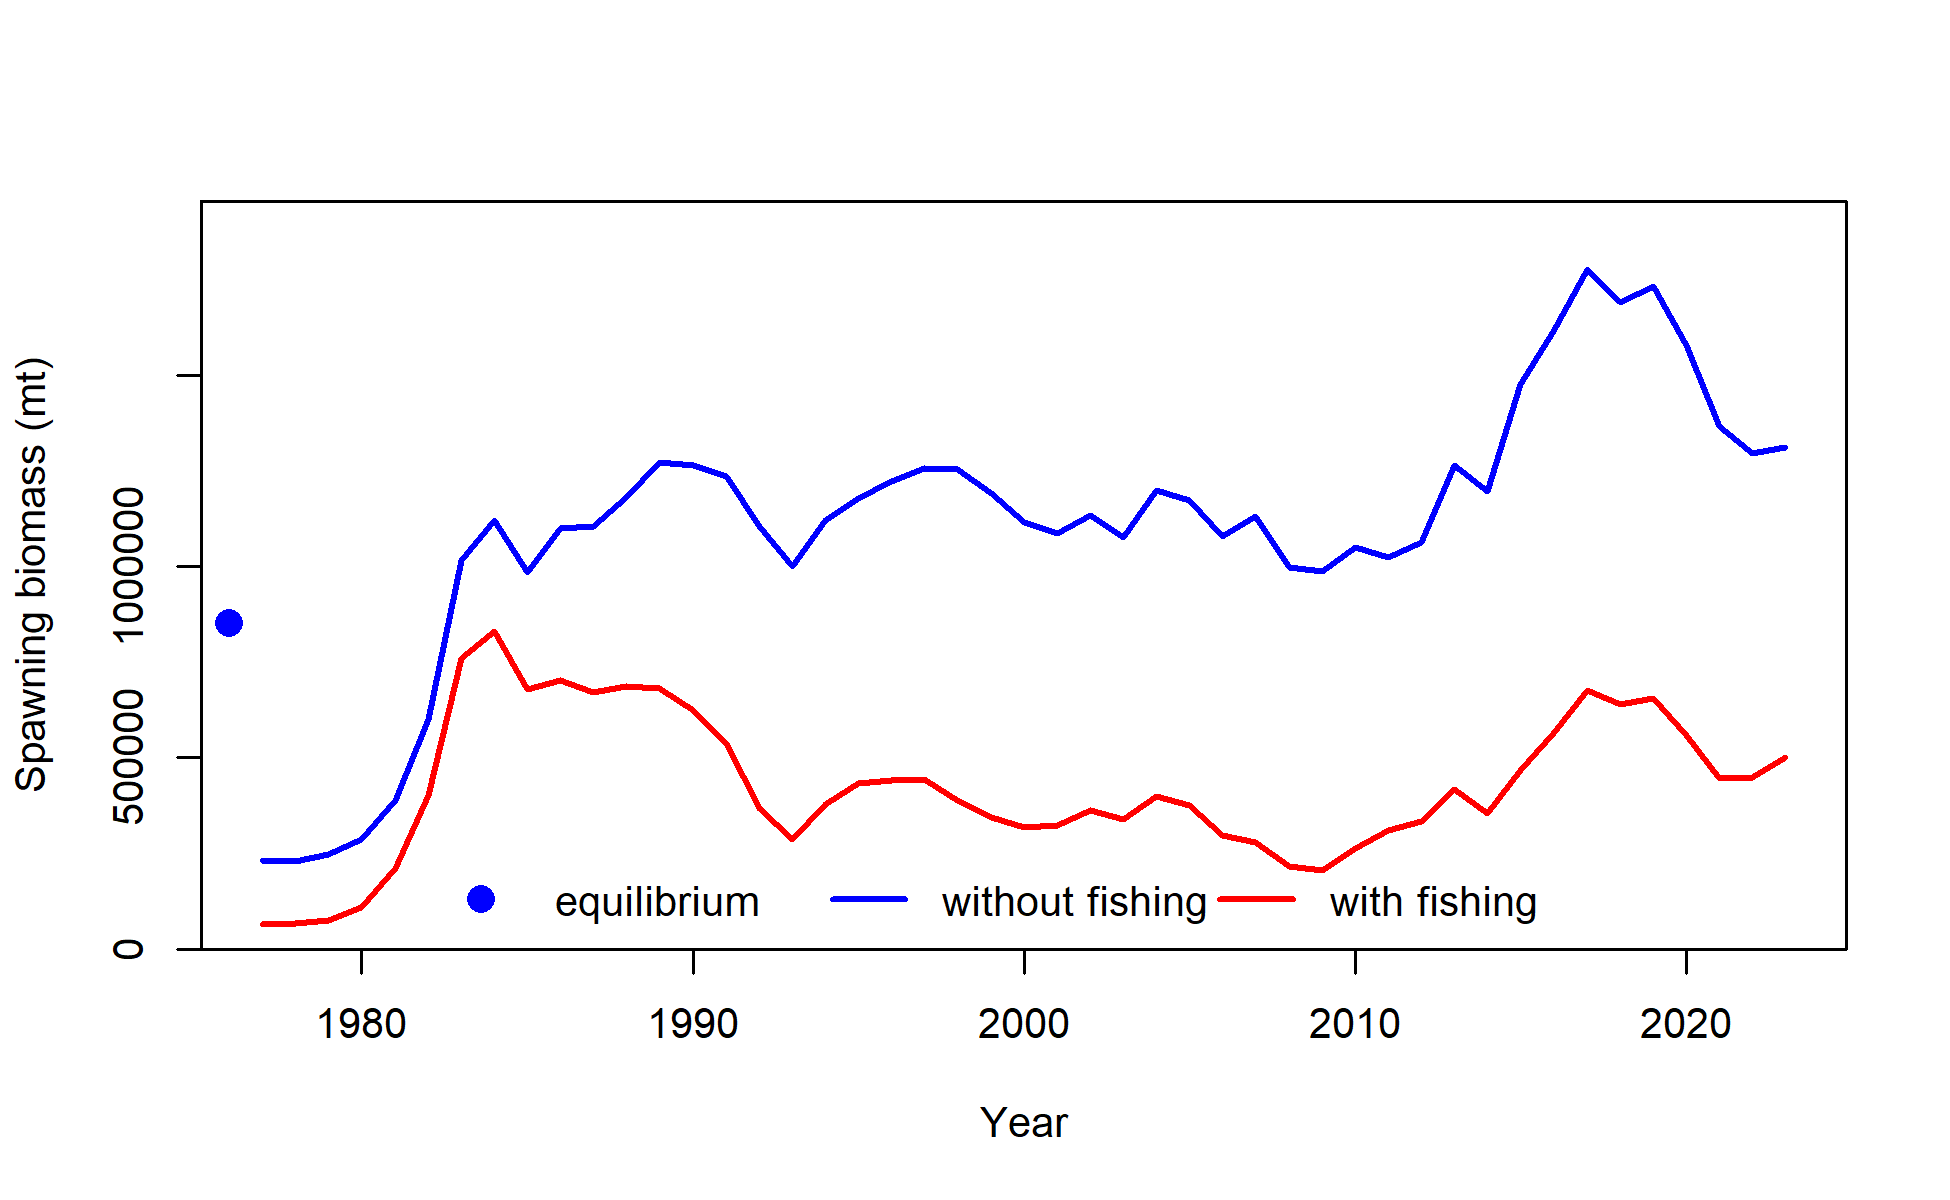 Spawning biomass (mt)
1000000
500000
0
equilibrium without fishing with fishing
1980 1990 2000 2010 2020
Year